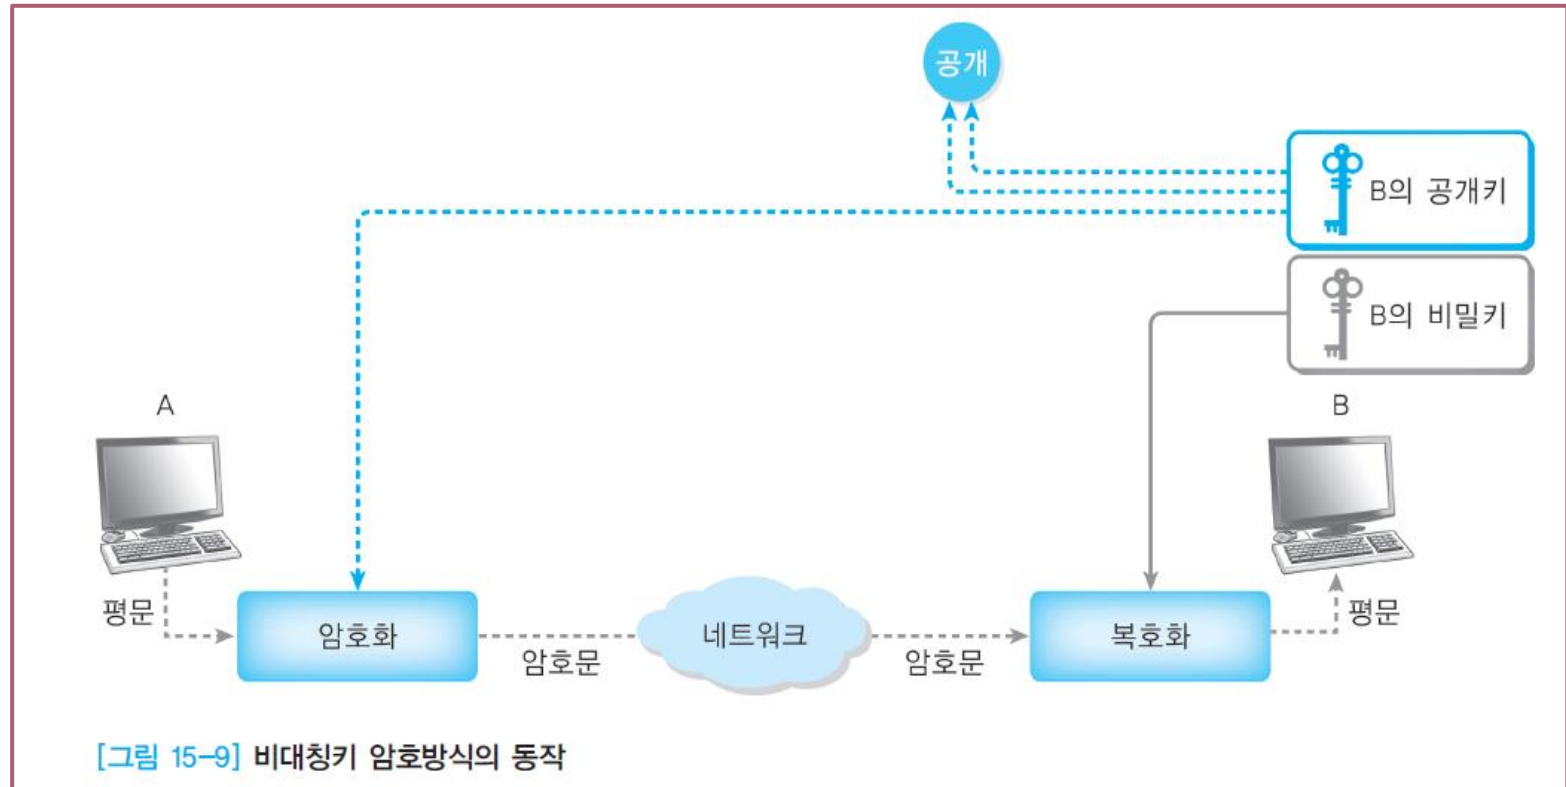 공개
B의 공개키
B의 비밀키
A
B
평문
암호화
암호문
네트워크
암호문
복호화
평문
[그림 15-9] 비대칭키 암호방식의 동작